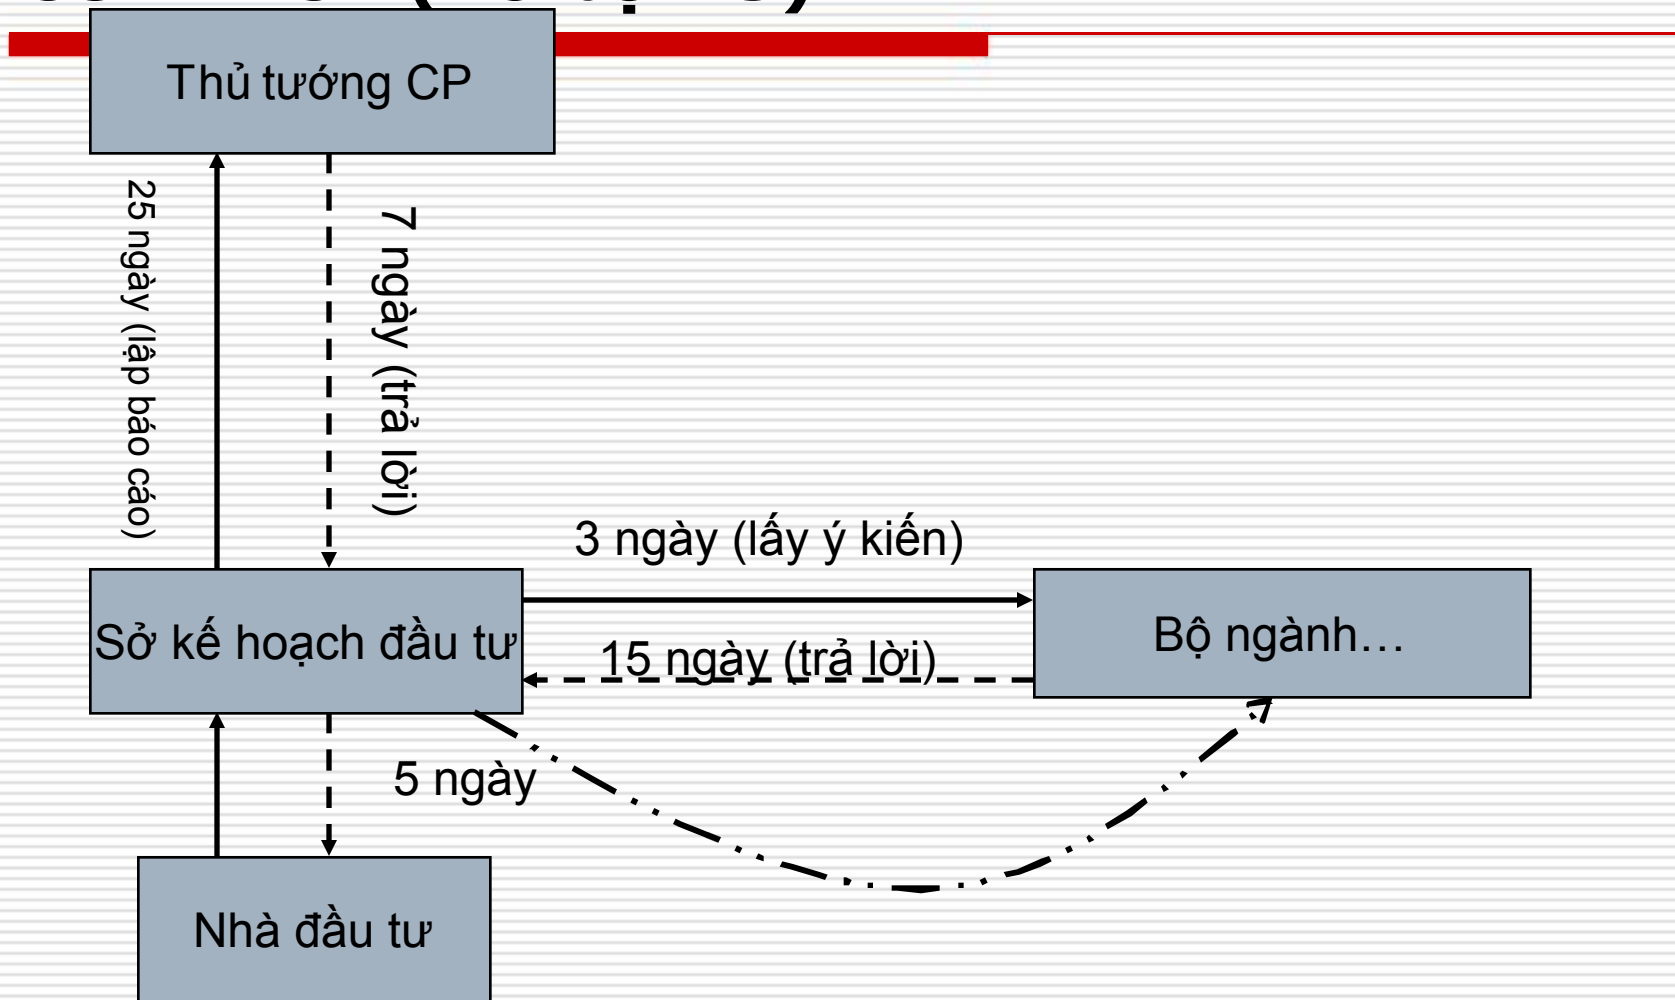 Thủ tướng CP
25 ngày (lập báo cáo)
7 ngày (trả lời)
3 ngày (lấy ý kiến)
Sở kế hoạch đầu tư
15 ngày (trả lời)
Bộ ngành…
5 ngày
Nhà đầu tư